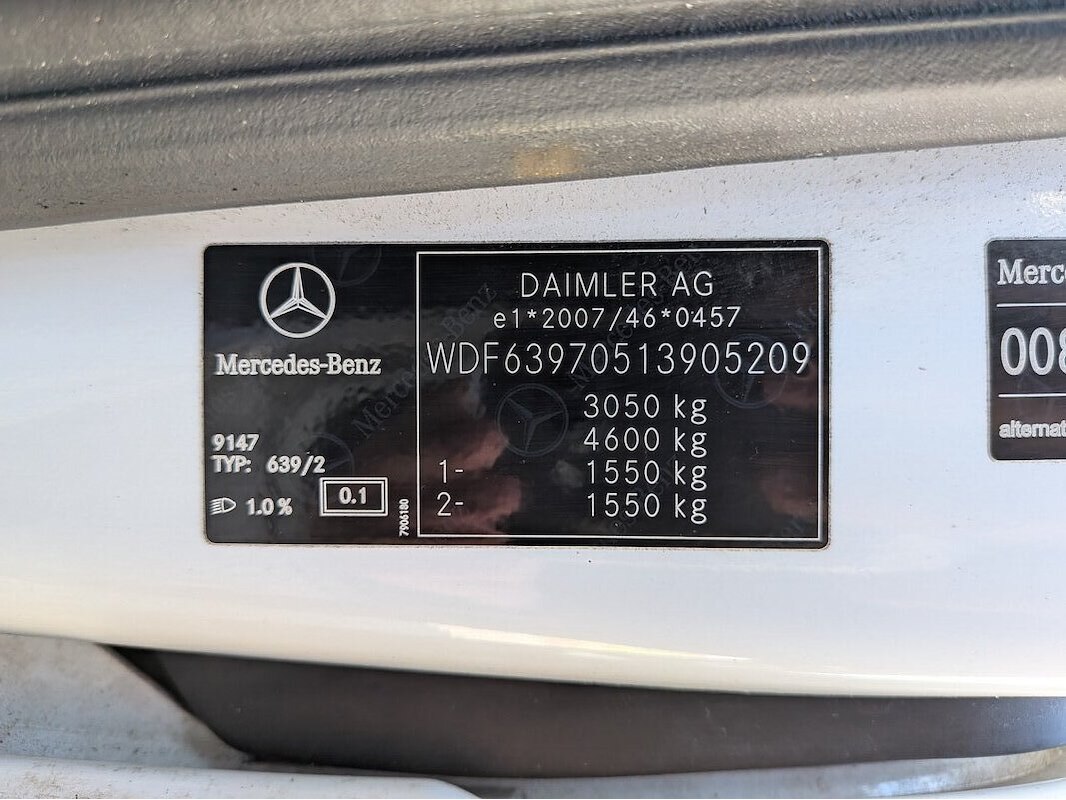 Mercedes-Benz
9147
TYP: 639/2
1.0 %
0.1
7906180
DAIMLER AG
e1*2007/46*0457
WDF63970513905209
3050 kg
4600 kg
1- 1550 kg
2- 1550 kg
Merce
008
alternat